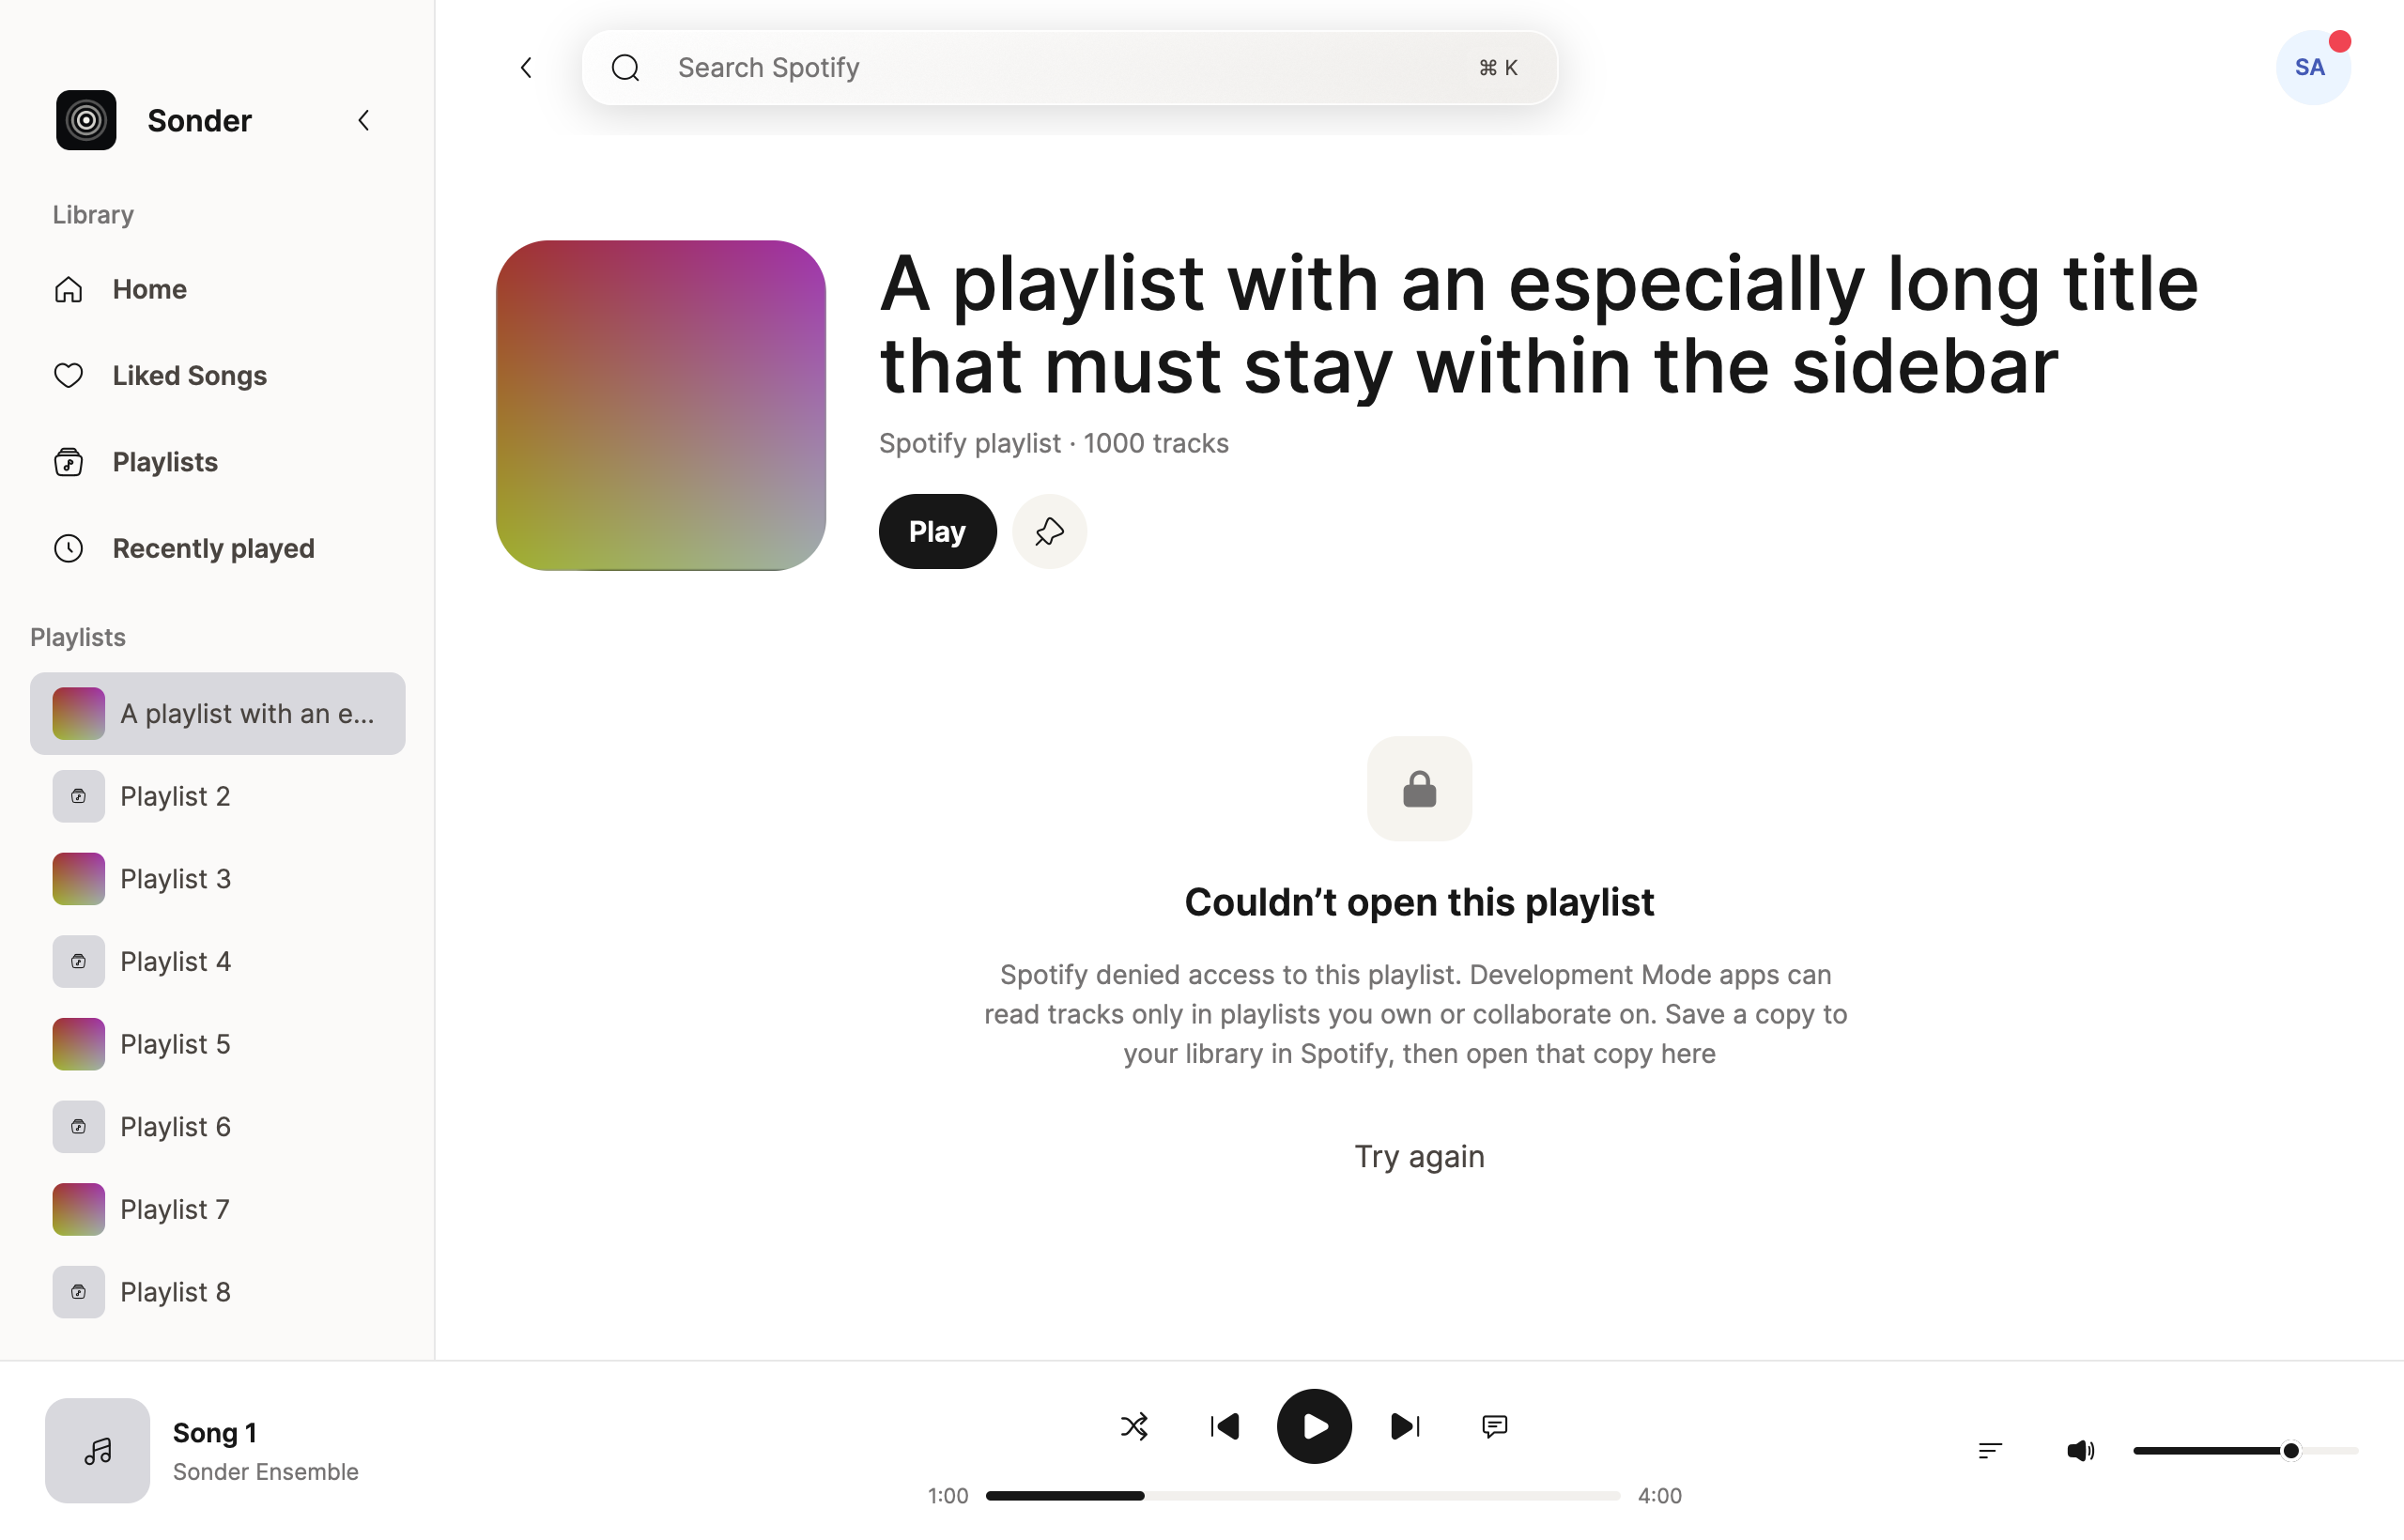 Search Spotify
⌘ K
SA
Sonder
Library
Home
Liked Songs
Playlists
Recently played
Playlists
A playlist with an e...
Playlist 2
Playlist 3
Playlist 4
Playlist 5
Playlist 6
Playlist 7
Playlist 8
A playlist with an especially long title
that must stay within the sidebar
Spotify playlist · 1000 tracks
Play
Couldn’t open this playlist
Spotify denied access to this playlist. Development Mode apps can
read tracks only in playlists you own or collaborate on. Save a copy to
your library in Spotify, then open that copy here
Try again
Song 1
Sonder Ensemble
1:00
4:00